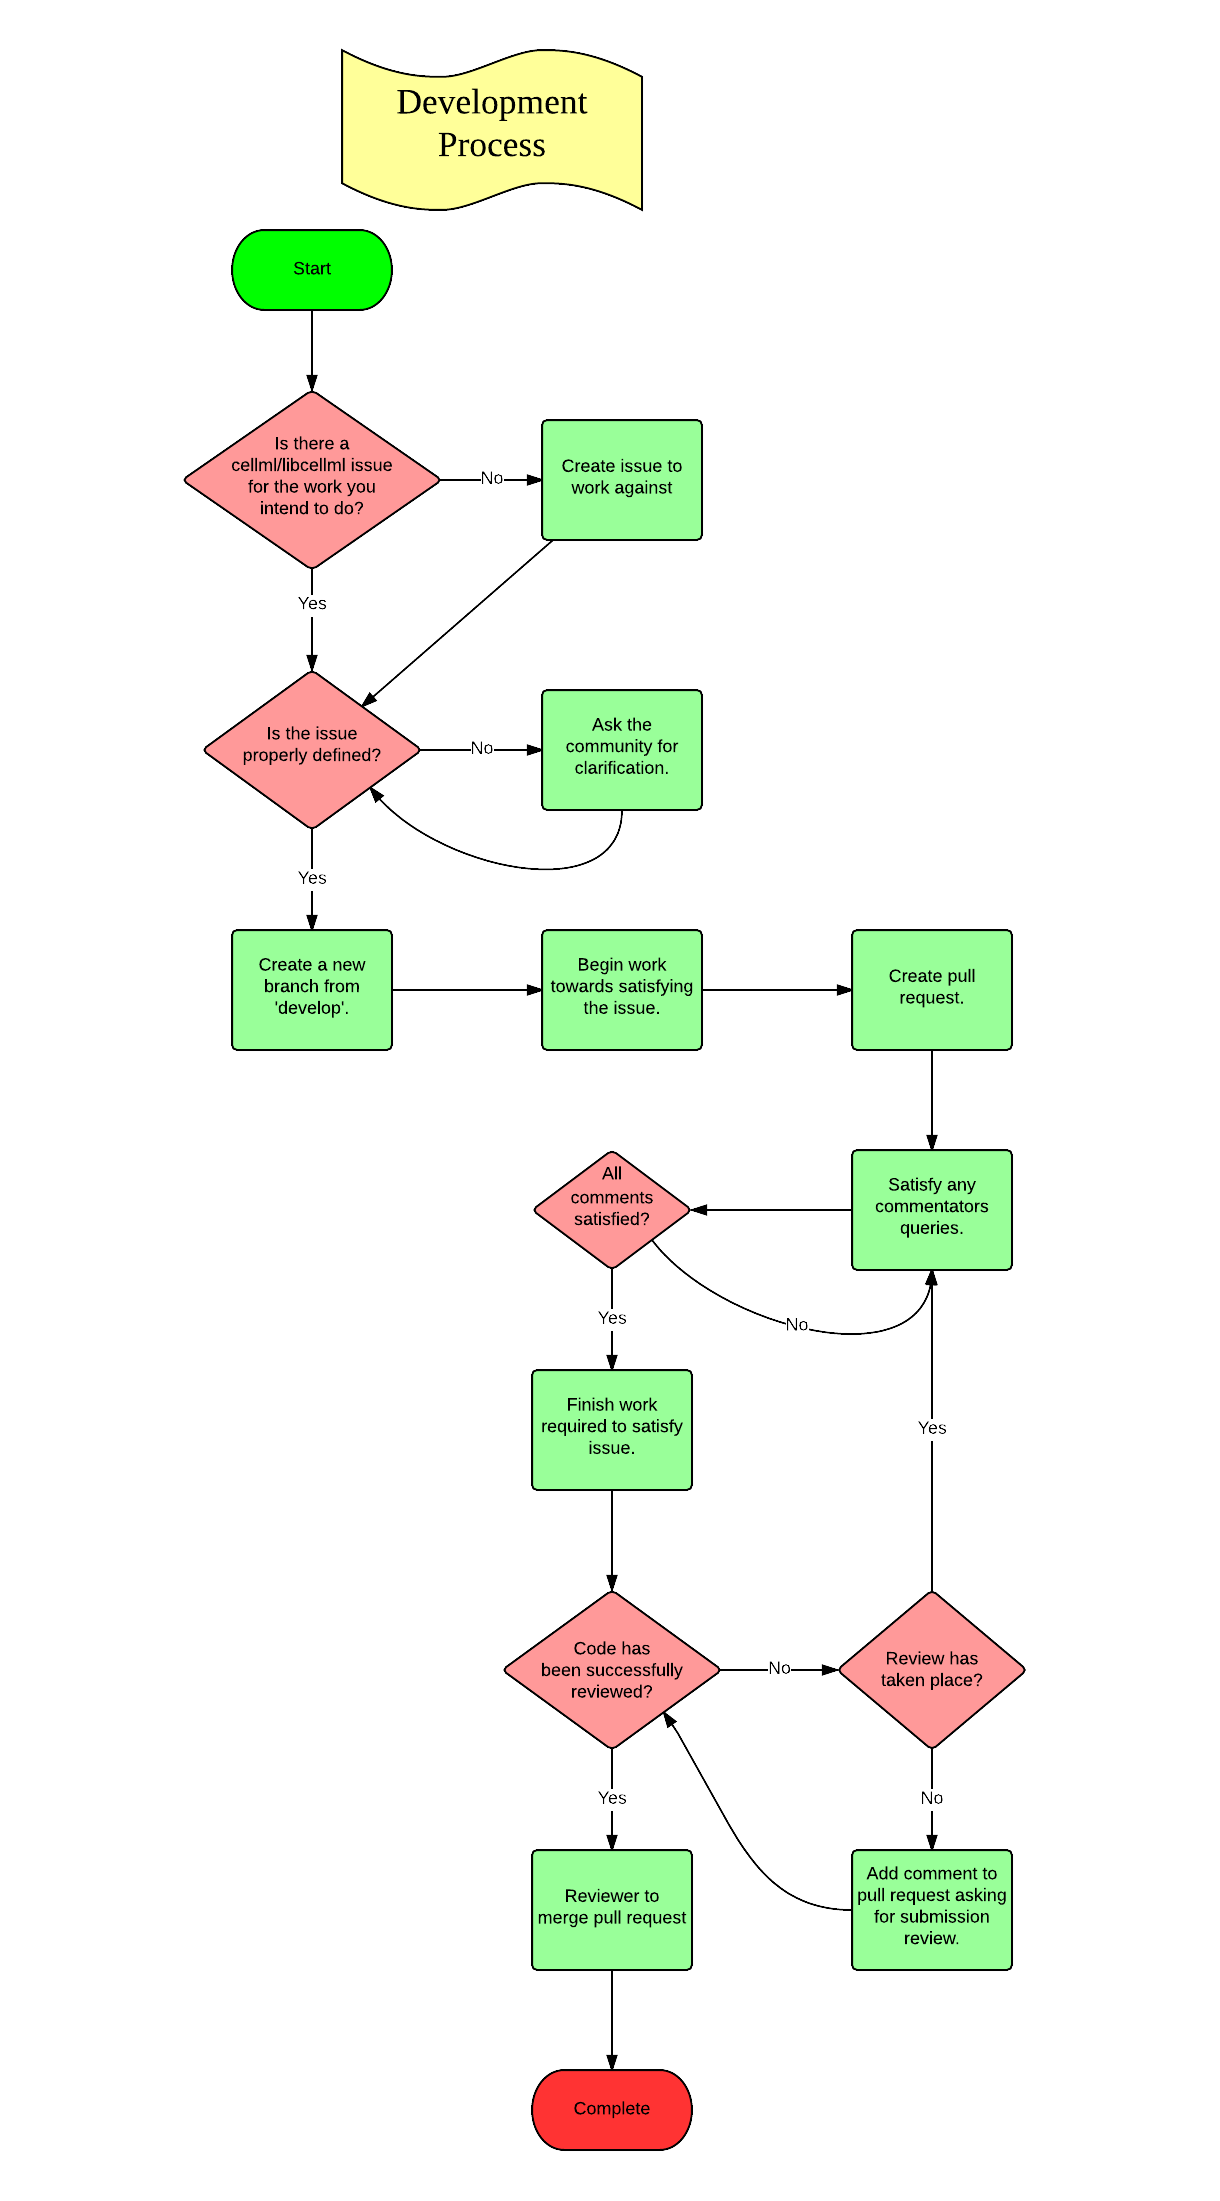 Development
Process
Start
Is there a
cellml/libcellml issue
for the work you
intend to do?
No
Create issue to
work against
Yes
Is the issue
properly defined?
No
Ask the
community for
clarification.
Yes
Create a new
branch from
'develop'.
Begin work
towards satisfying
the issue.
Create pull
request.
All
comments
satisfied?
Satisfy any
commentators
queries.
Yes
No
Finish work
required to satisfy
issue.
Yes
Code has
been successfully
reviewed?
No
Review has
taken place?
Yes
No
Reviewer to
merge pull request
Add comment to
pull request asking
for submission
review.
Complete